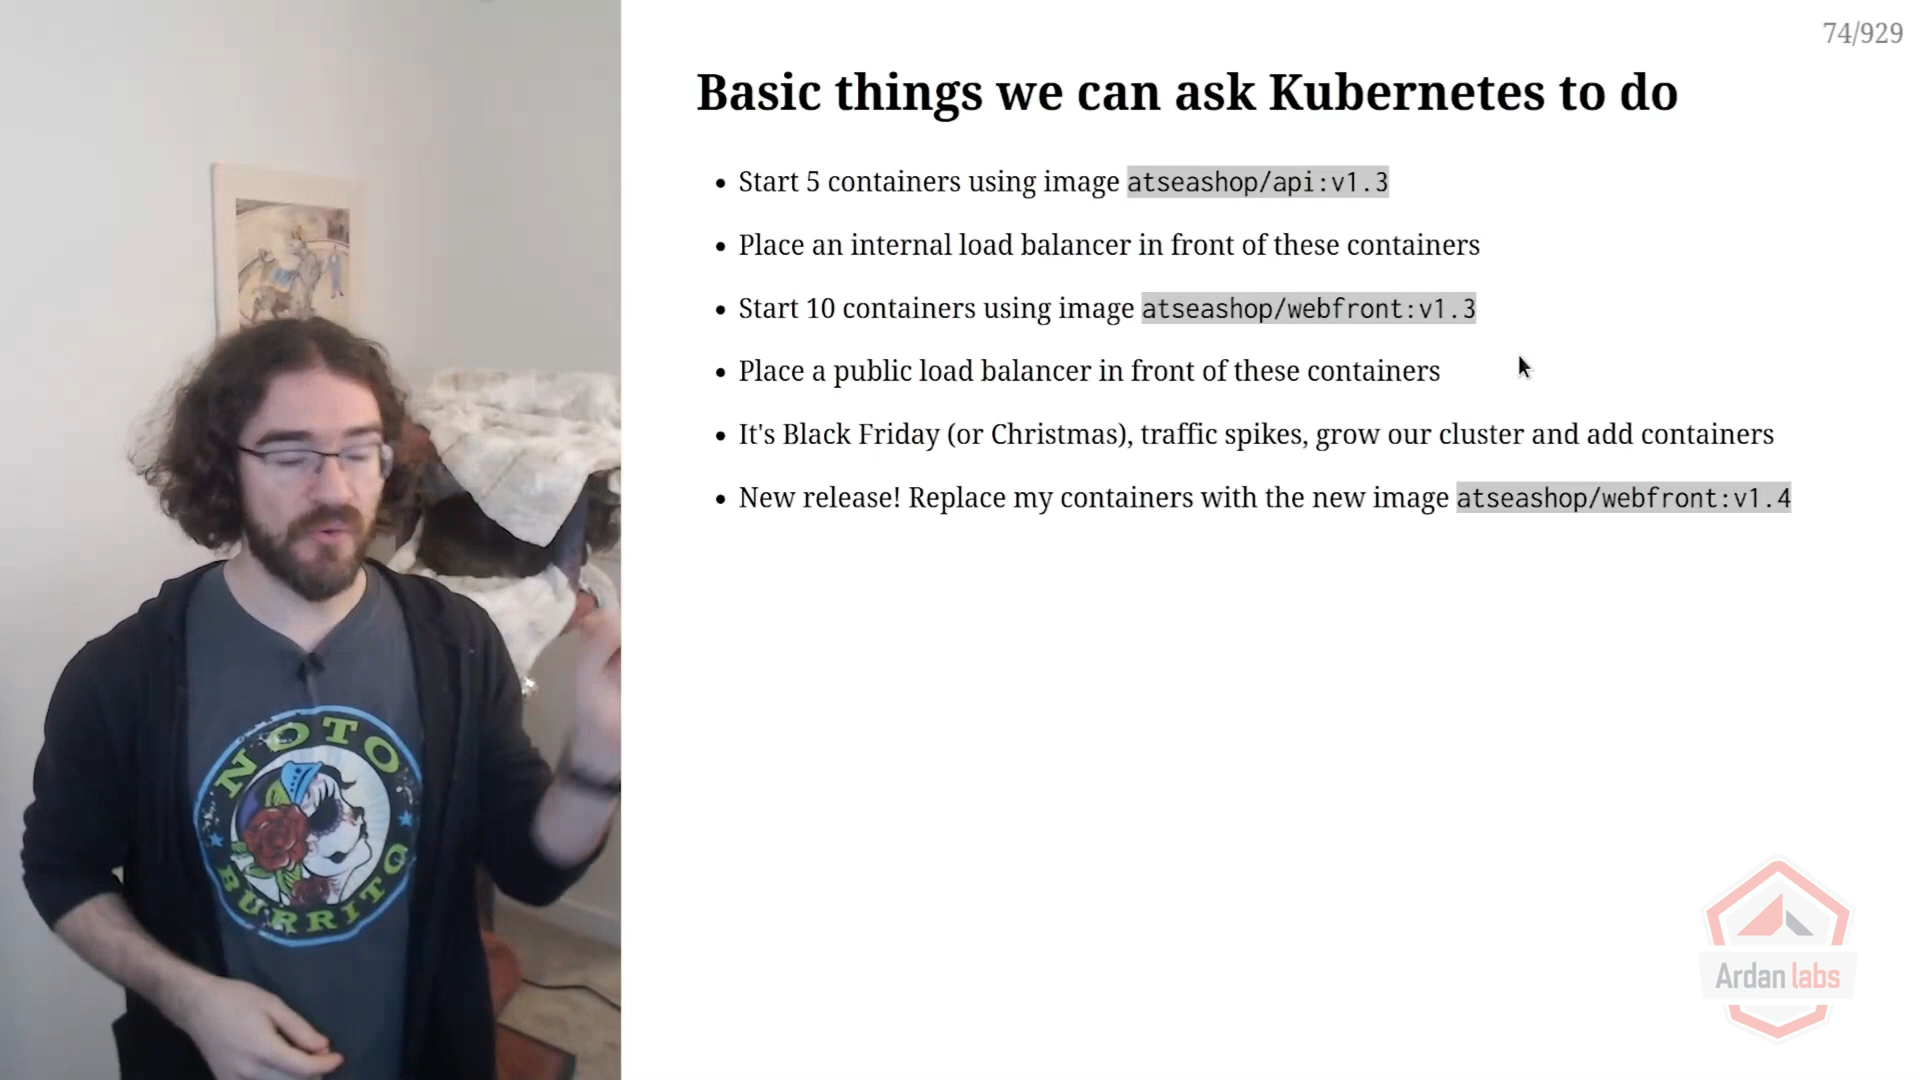 74/929
Basic things we can ask Kubernetes to do
• Start 5 containers using image atseashop/api:v1.3
• Place an internal load balancer in front of these containers
• Start 10 containers using image atseashop/webfront:v1.3
• Place a public load balancer in front of these containers
• It's Black Friday (or Christmas), traffic spikes, grow our cluster and add containers
• New release! Replace my containers with the new image atseashop/webfront:v1.4
NOTO
BURRITO
Ardan labs